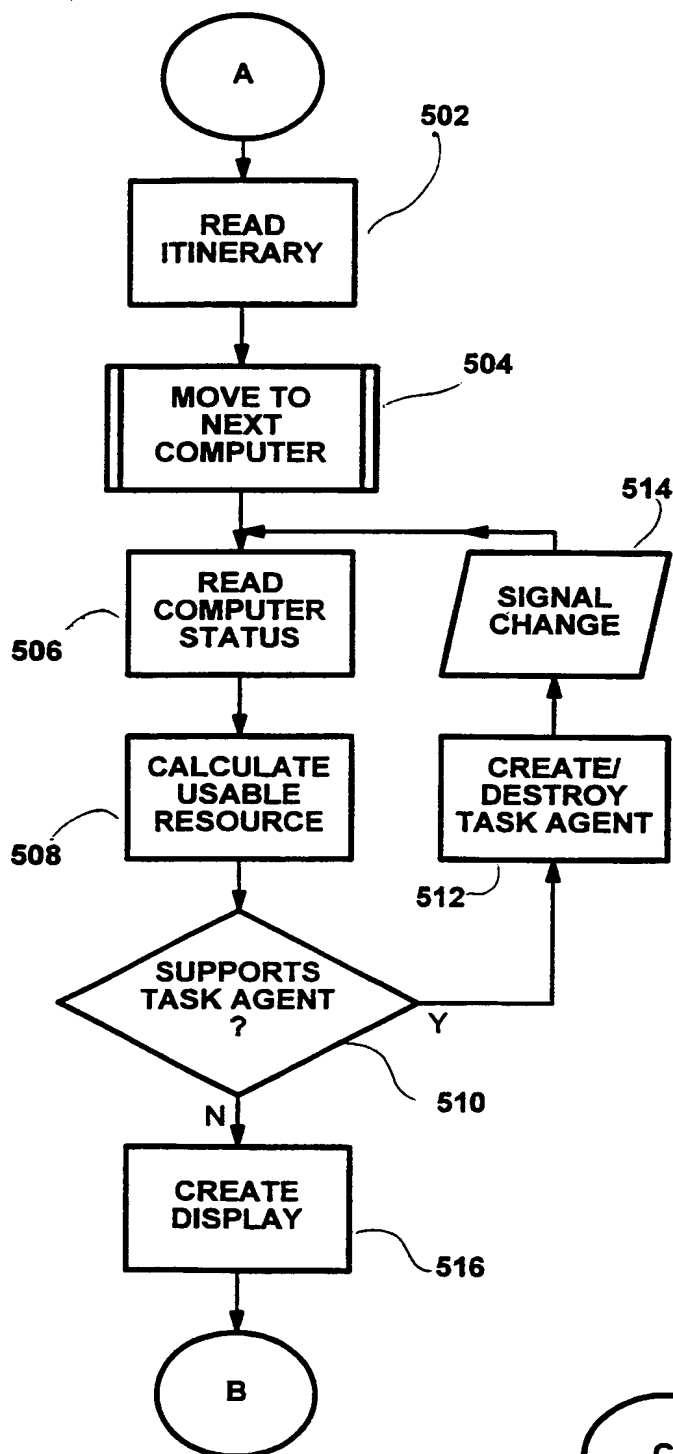 A
502
READ
ITINERARY
504
MOVE TO
NEXT
COMPUTER
514
READ
COMPUTER
STATUS
SIGNAL
CHANGE
506
CALCULATE
USABLE
RESOURCE
CREATE/
DESTROY
TASK AGENT
508
512
SUPPORTS
TASK AGENT
?
Y
510
N
CREATE
DISPLAY
516
B